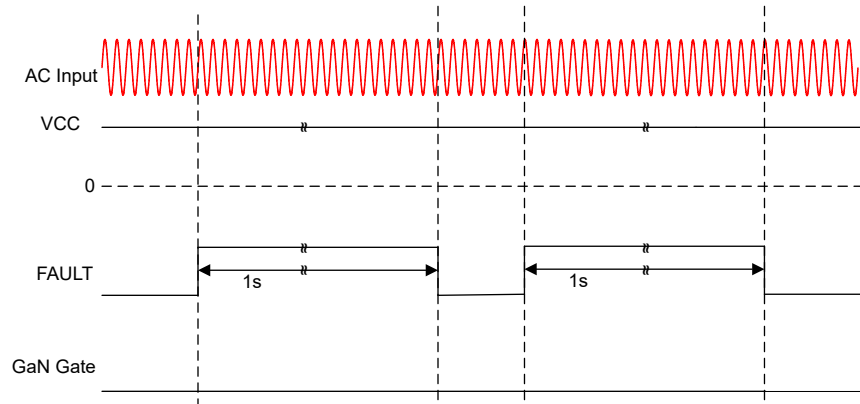 AC Input
VCC
0
FAULT
1s
1s
GaN Gate